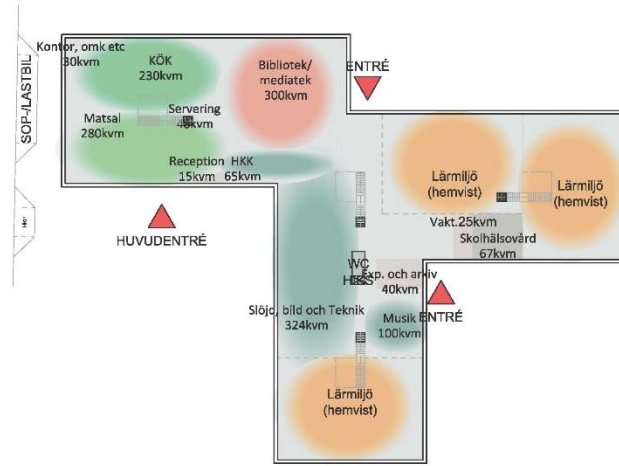 Kontor, omk etc
30kvm
KÖK
230kvm
Bibliotek/
mediatek
300kvm
ENTRÉ
SOP-/LASTBIL
Matsal
280kvm
Servering
Lärmiljö
(hemvist)
Lärmiljö
(hemvist)
Reception HKK
15kvm 65kvm
HUVUDENTRÉ
Vakt.25kvm
Skolhälsovård
67kvm
WC
HISS
Exp. och arkiv
40kvm
Slöjd, bild och Teknik
324kvm
Musik
100kvm
ENTRÉ
Lärmiljö
(hemvist)